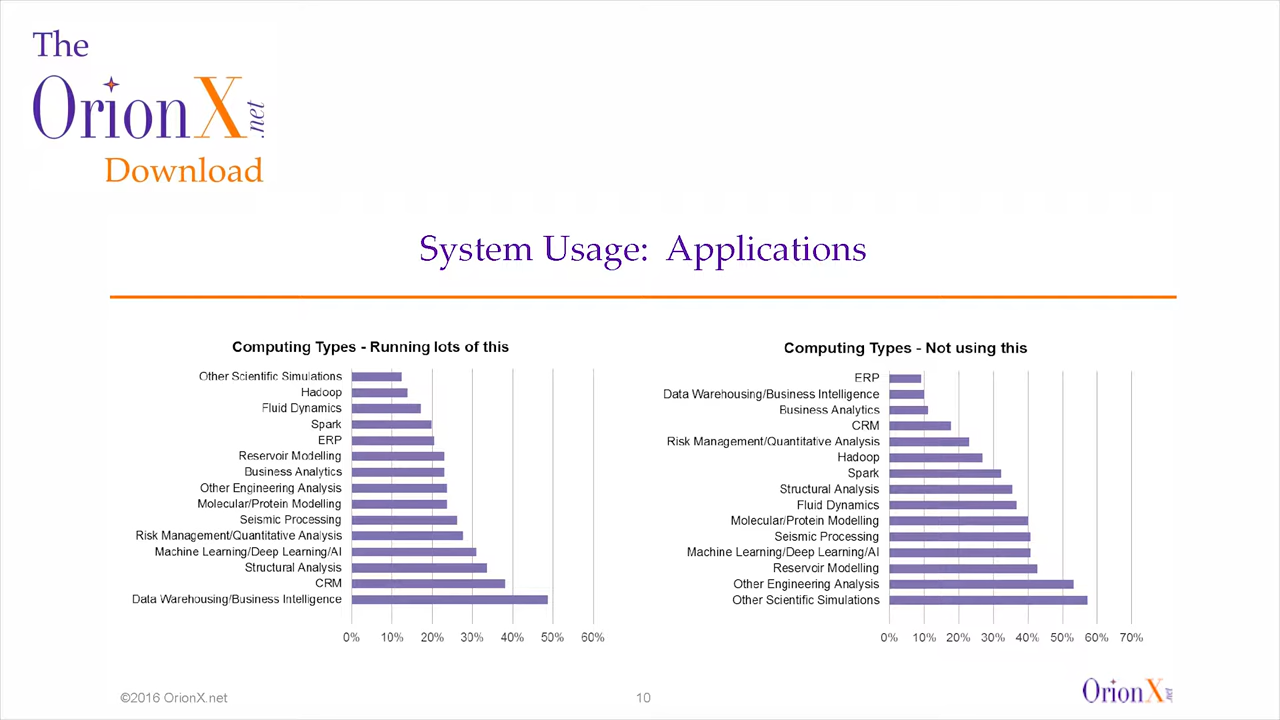 The
OrionX.net
Download
System Usage: Applications
Computing Types - Running lots of this
Other Scientific Simulations
Hadoop
Fluid Dynamics
Spark
ERP
Reservoir Modelling
Business Analytics
Other Engineering Analysis
Molecular/Protein Modelling
Seismic Processing
Risk Management/Quantitative Analysis
Machine Learning/Deep Learning/AI
Structural Analysis
CRM
Data Warehousing/Business Intelligence
0% 10% 20% 30% 40% 50% 60%
Computing Types - Not using this
ERP
Data Warehousing/Business Intelligence
Business Analytics
CRM
Risk Management/Quantitative Analysis
Hadoop
Spark
Structural Analysis
Fluid Dynamics
Molecular/Protein Modelling
Seismic Processing
Machine Learning/Deep Learning/AI
Reservoir Modelling
Other Engineering Analysis
Other Scientific Simulations
0% 10% 20% 30% 40% 50% 60% 70%
©2016 OrionX.net
10
OrionX.net